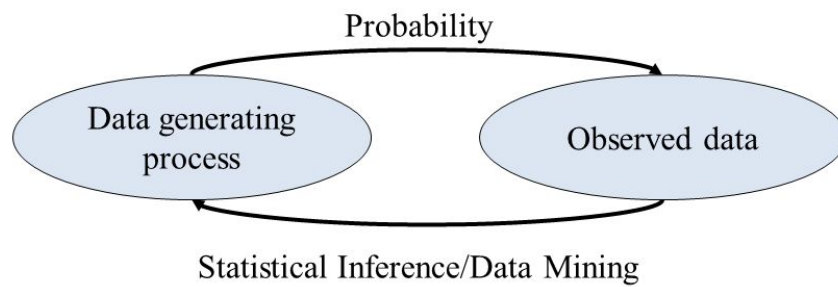 Probability
Data generating
process
Observed data
Statistical Inference/Data Mining